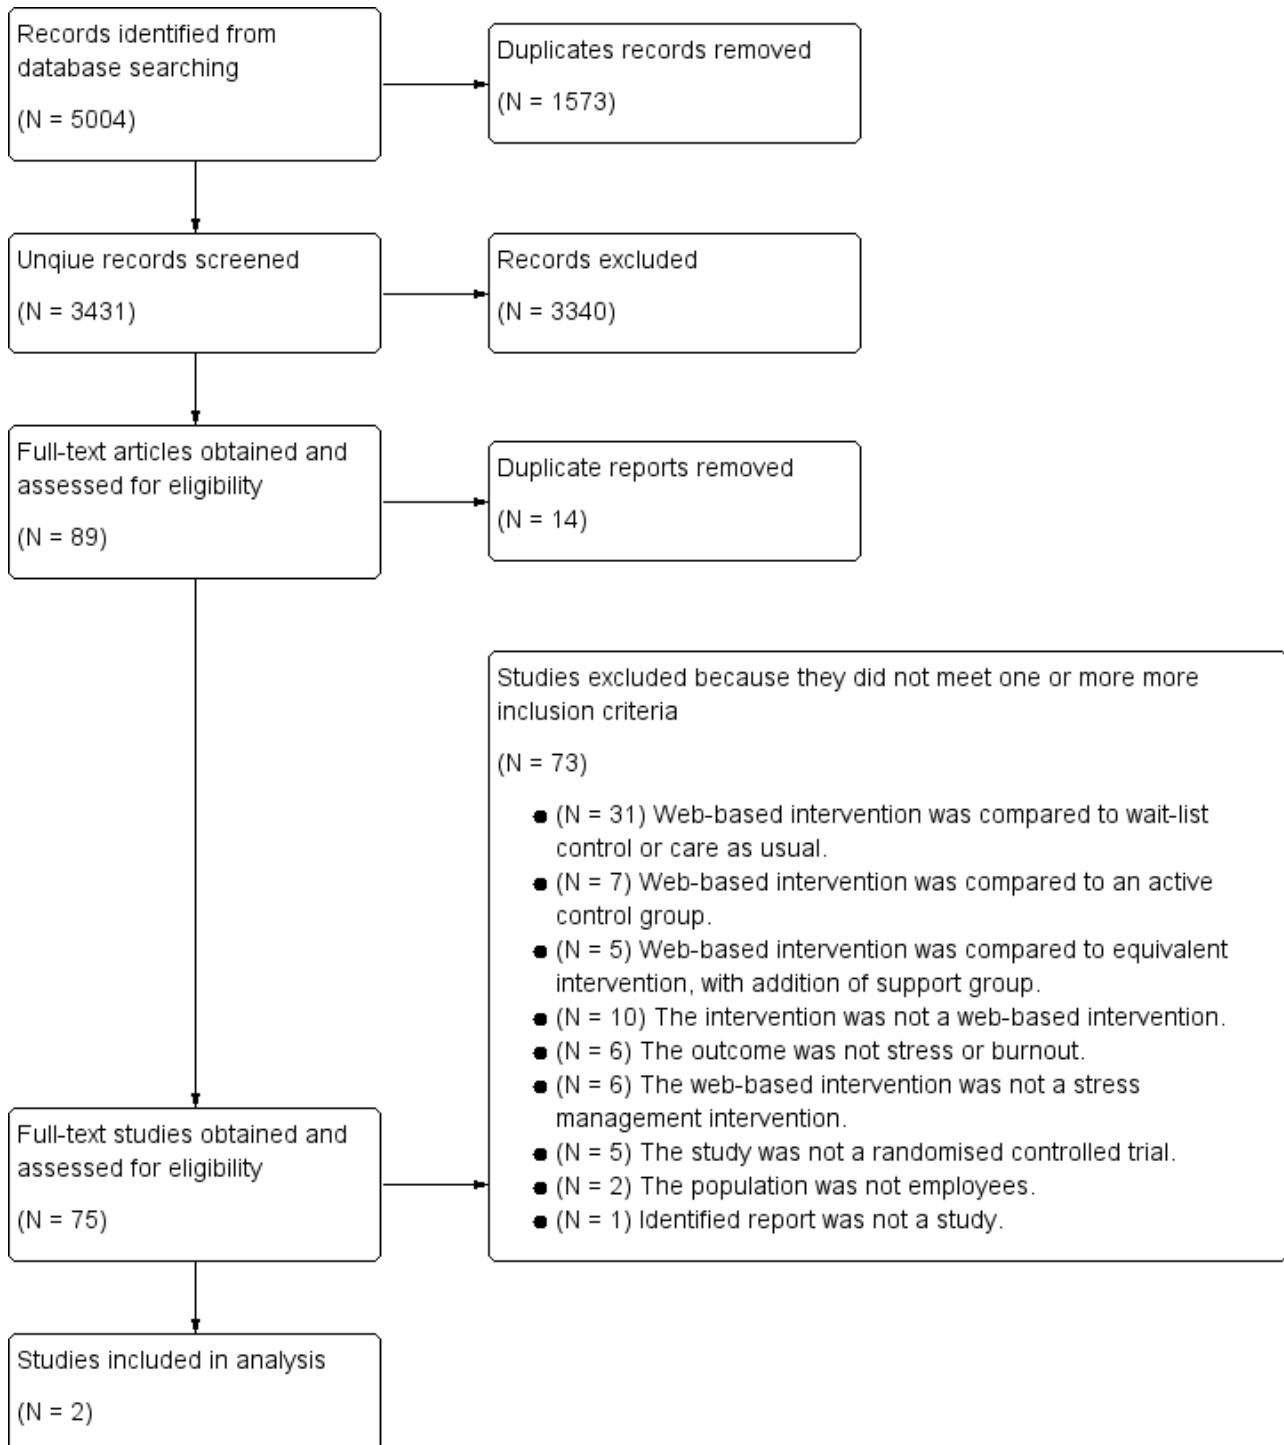 Records identified from
database searching
(N = 5004)
Duplicates records removed
(N = 1573)
Unqiue records screened
(N = 3431)
Records excluded
(N = 3340)
Full-text articles obtained and
assessed for eligibility
(N = 89)
Duplicate reports removed
(N = 14)
Studies excluded because they did not meet one or more more
inclusion criteria
(N = 73)
● (N = 31) Web-based intervention was compared to wait-list
control or care as usual.
● (N = 7) Web-based intervention was compared to an active
control group.
● (N = 5) Web-based intervention was compared to equivalent
intervention, with addition of support group.
● (N = 10) The intervention was not a web-based intervention.
● (N = 6) The outcome was not stress or burnout.
● (N = 6) The web-based intervention was not a stress
management intervention.
● (N = 5) The study was not a randomised controlled trial.
● (N = 2) The population was not employees.
● (N = 1) Identified report was not a study.
Full-text studies obtained and
assessed for eligibility
(N = 75)
Studies included in analysis
(N = 2)